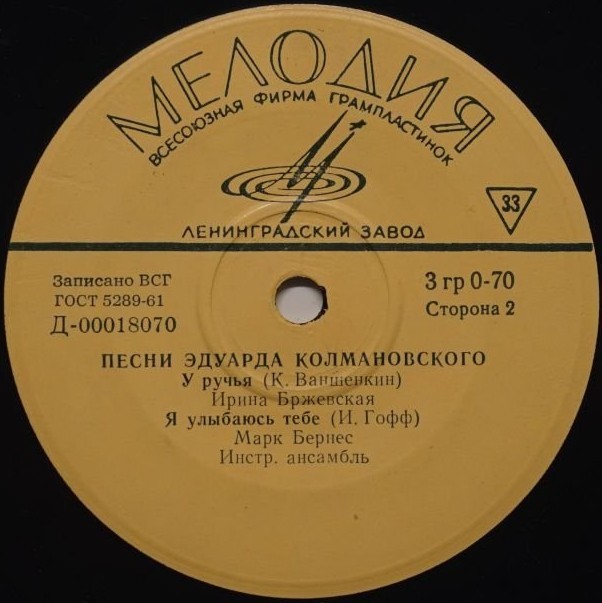 МЕЛОДИЯ
ВСЕСОЮЗНАЯ ФИРМА ГРАМПЛАСТИНОК
33
ЛЕНИНГРАДСКИЙ ЗАВОД
Записано ВСГ
ГОСТ 5289-61
Д-00018070
3 гр 0-70
Сторона 2
ПЕСНИ ЭДУАРДА КОЛМАНОВСКОГО
У ручья (К. Ваншенкин)
Ирина Бржевская
Я улыбаюсь тебе (И. Гофф)
Марк Бернес
Инстр. ансамбль